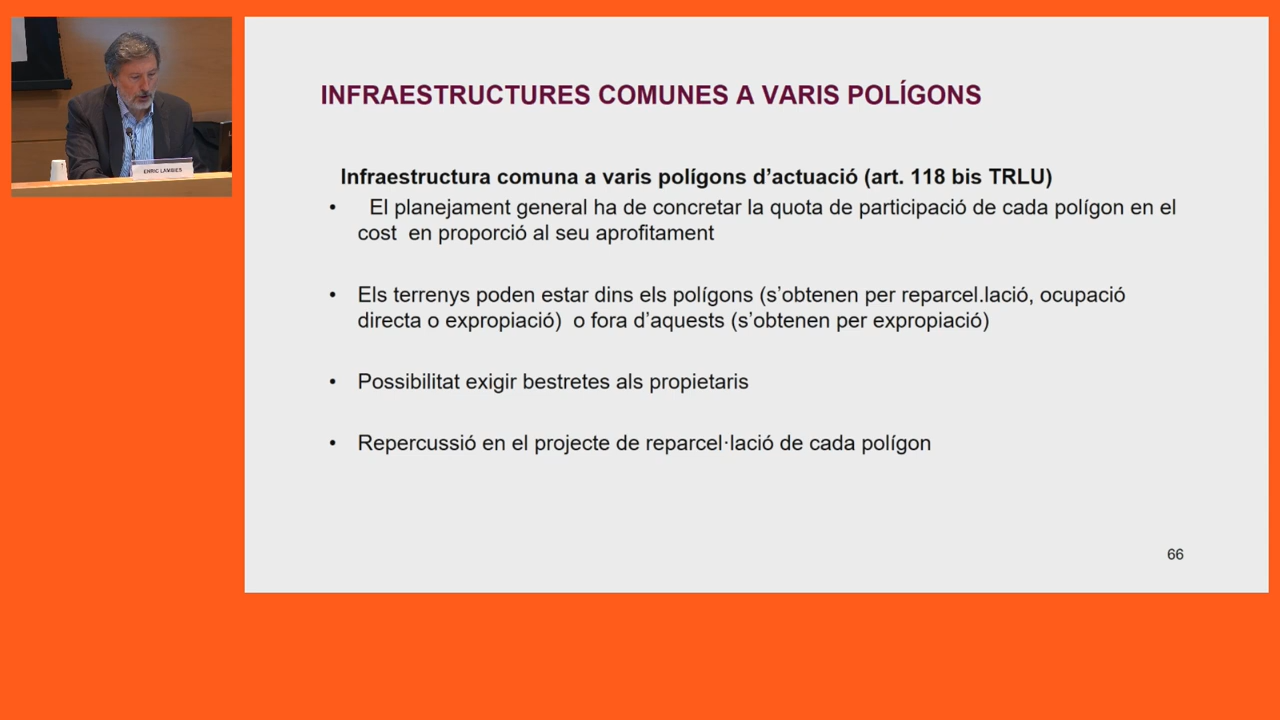 ENRIC LAMBIES
INFRAESTRUCTURES COMUNES A VARIS POLÍGONS
Infraestructura comuna a varis polígons d’actuació (art. 118 bis TRLU)
• El planejament general ha de concretar la quota de participació de cada polígon en el
cost en proporció al seu aprofitament
• Els terrenys poden estar dins els polígons (s’obtenen per reparcel.lació, ocupació
directa o expropiació) o fora d’aquests (s’obtenen per expropiació)
• Possibilitat exigir bestretes als propietaris
• Repercussió en el projecte de reparcel·lació de cada polígon
66